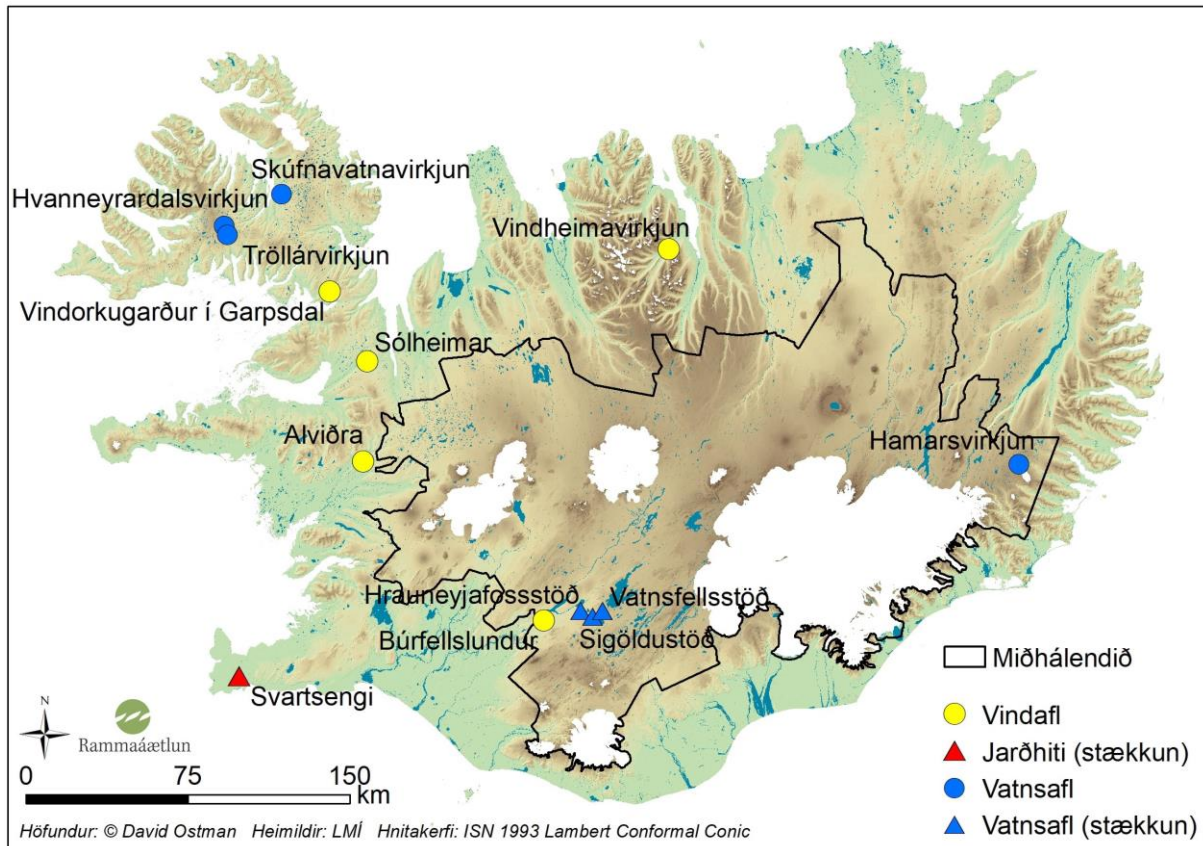 Skúfnavatnavirkjun
Hvanneyrardalsvirkjun
Vindheimavirkjun
Tröllárvirkjun
Vindorkugarður í Garpsdal
Sólheimar
Alviðra
Hamarsvirkjun
Hrauneyjafossstöð
Vatnsfellsstöð
Búrfellslundur
Sigöldustöð
Svartsengi
Miðhálendið
Vindafl
Jarðhiti (stækkun)
Vatnsafl
Vatnsafl (stækkun)
N
Rammaáætlun
0 75 150
km
Höfundur: © David Ostman Heimildir: LMÍ Hnitakerfi: ISN 1993 Lambert Conformal Conic